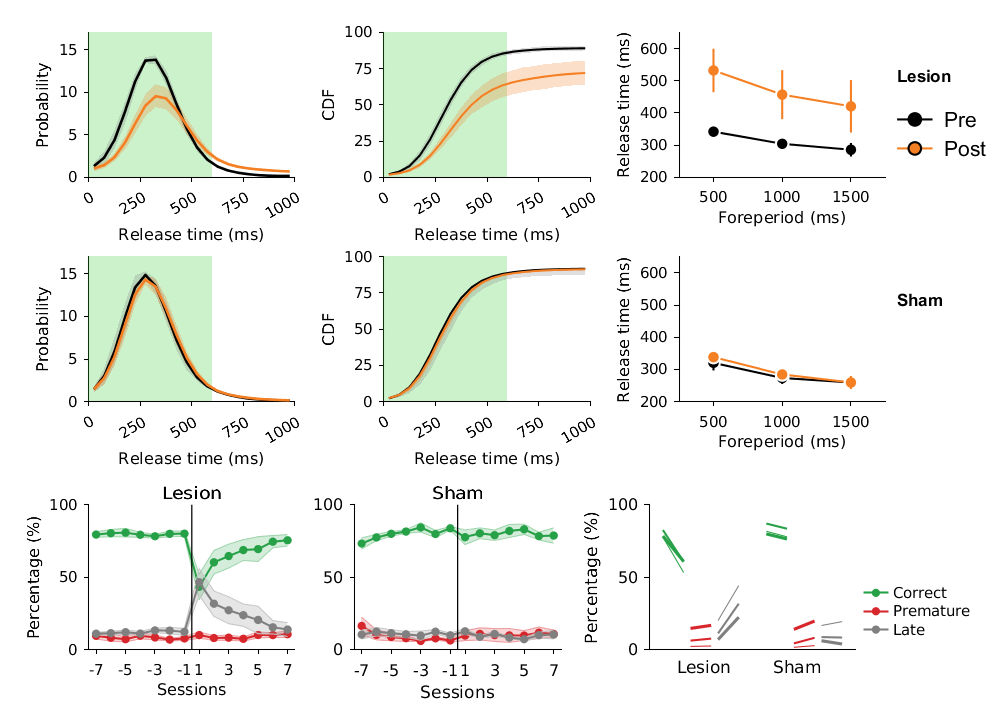 Probability
15
10
5
0
0 250 500 750 1000
Release time (ms)
CDF
100
75
50
25
0
0 250 500 750 1000
Release time (ms)
Release time (ms)
600
500
400
300
200
500 1000 1500
Foreperiod (ms)
Lesion
Pre
Post
Probability
15
10
5
0
0 250 500 750 1000
Release time (ms)
CDF
100
75
50
25
0
0 250 500 750 1000
Release time (ms)
Release time (ms)
600
500
400
300
200
500 1000 1500
Foreperiod (ms)
Sham
Lesion
Percentage (%)
100
50
0
-7 -5 -3 -1 1 3 5 7
Sessions
Sham
100
50
0
-7 -5 -3 -1 1 3 5 7
Sessions
Percentage (%)
100
50
0
Lesion Sham
Correct
Premature
Late